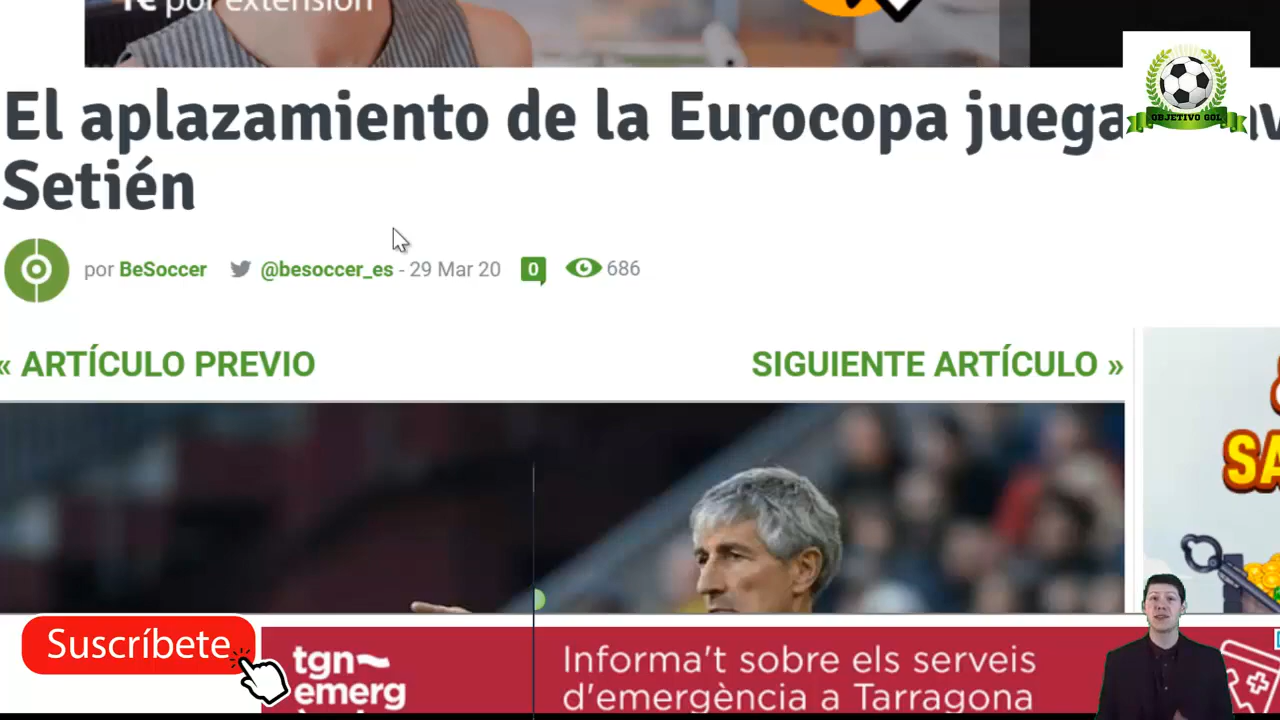 1€ por extensión
El aplazamiento de la Eurocopa juega
Setién
OBJETIVO GOL
por BeSoccer @besoccer_es - 29 Mar 20 0 686
« ARTÍCULO PREVIO SIGUIENTE ARTÍCULO »
Suscríbete
tgn
emerg
Informa't sobre els serveis
d'emergència a Tarragona